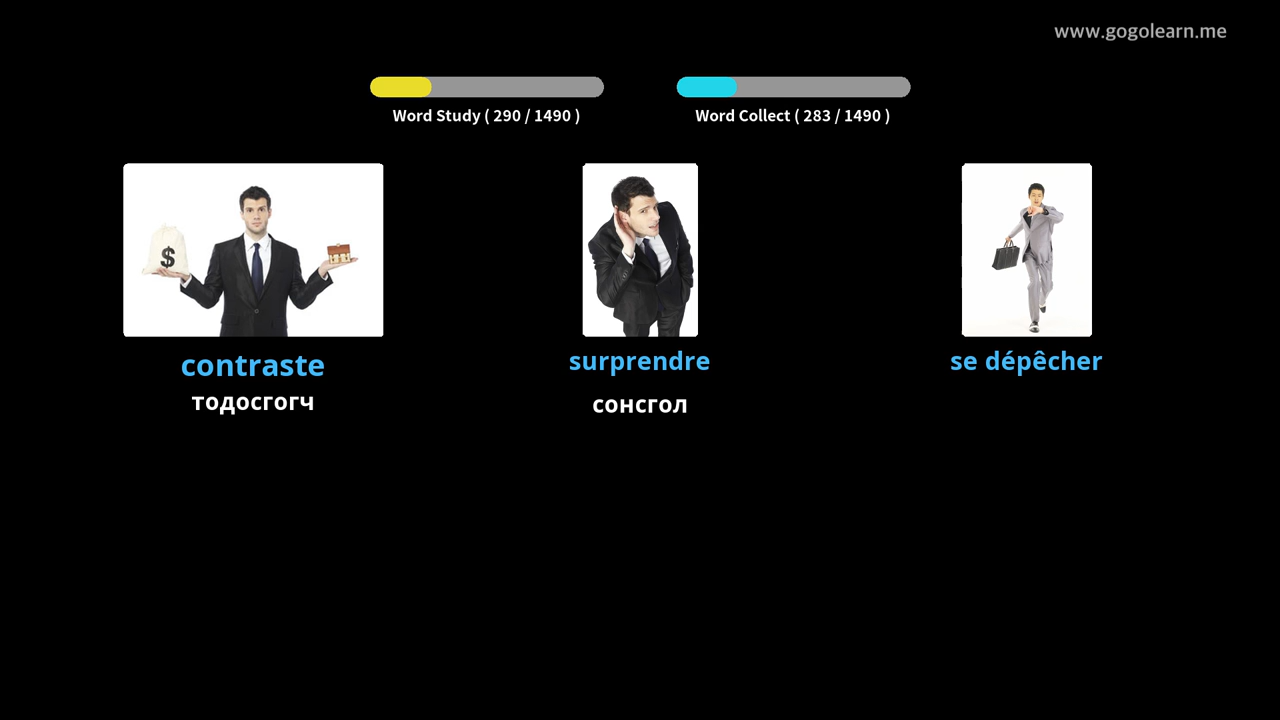 www.gogolearn.me
Word Study ( 290 / 1490 )
Word Collect ( 283 / 1490 )
$
contraste
surprendre
se dépêcher
тодосгогч
сонсгол